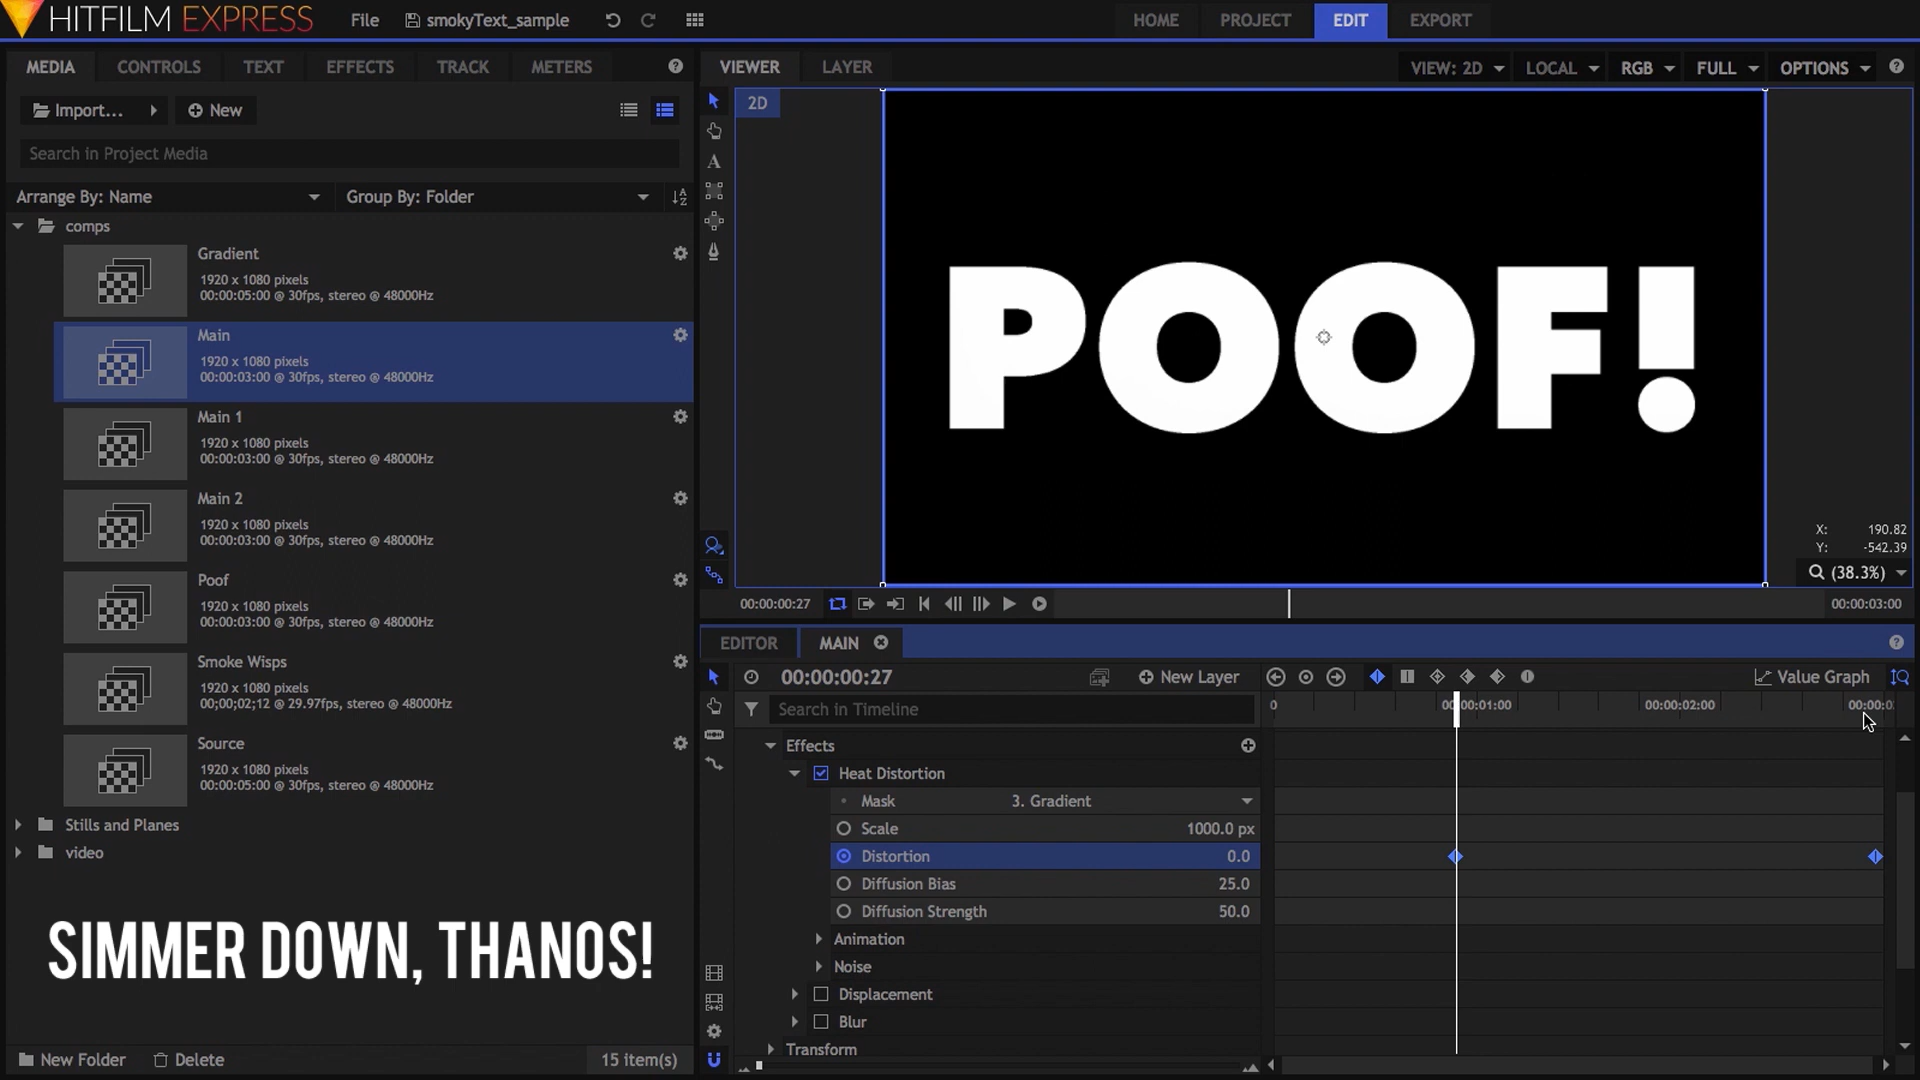 HITFILM EXPRESS
File
smokyText_sample
HOME
PROJECT
EDIT
EXPORT
MEDIA
CONTROLS
TEXT
EFFECTS
TRACK
METERS
Import...
New
Search in Project Media
Arrange By: Name
Group By: Folder
comps
Gradient
1920 x 1080 pixels
00:00:05:00 @ 30fps, stereo @ 48000Hz
Main
1920 x 1080 pixels
00:00:03:00 @ 30fps, stereo @ 48000Hz
Main 1
1920 x 1080 pixels
00:00:03:00 @ 30fps, stereo @ 48000Hz
Main 2
1920 x 1080 pixels
00:00:03:00 @ 30fps, stereo @ 48000Hz
Poof
1920 x 1080 pixels
00:00:03:00 @ 30fps, stereo @ 48000Hz
Smoke Wisps
1920 x 1080 pixels
00;00;02;12 @ 29.97fps, stereo @ 48000Hz
Source
1920 x 1080 pixels
00:00:05:00 @ 30fps, stereo @ 48000Hz
Stills and Planes
video
SIMMER DOWN, THANOS!
New Folder
Delete
15 item(s)
VIEWER
LAYER
VIEW: 2D
LOCAL
RGB
FULL
OPTIONS
2D
POOF!
X: 190.82
Y: -542.39
(38.3%)
00:00:00:27
00:00:03:00
EDITOR
MAIN
00:00:00:27
New Layer
Value Graph
Search in Timeline
0
00:00:01:00
00:00:02:00
00:00:0
Effects
Heat Distortion
Mask 3. Gradient
Scale 1000.0 px
Distortion 0.0
Diffusion Bias 25.0
Diffusion Strength 50.0
Animation
Noise
Displacement
Blur
Transform